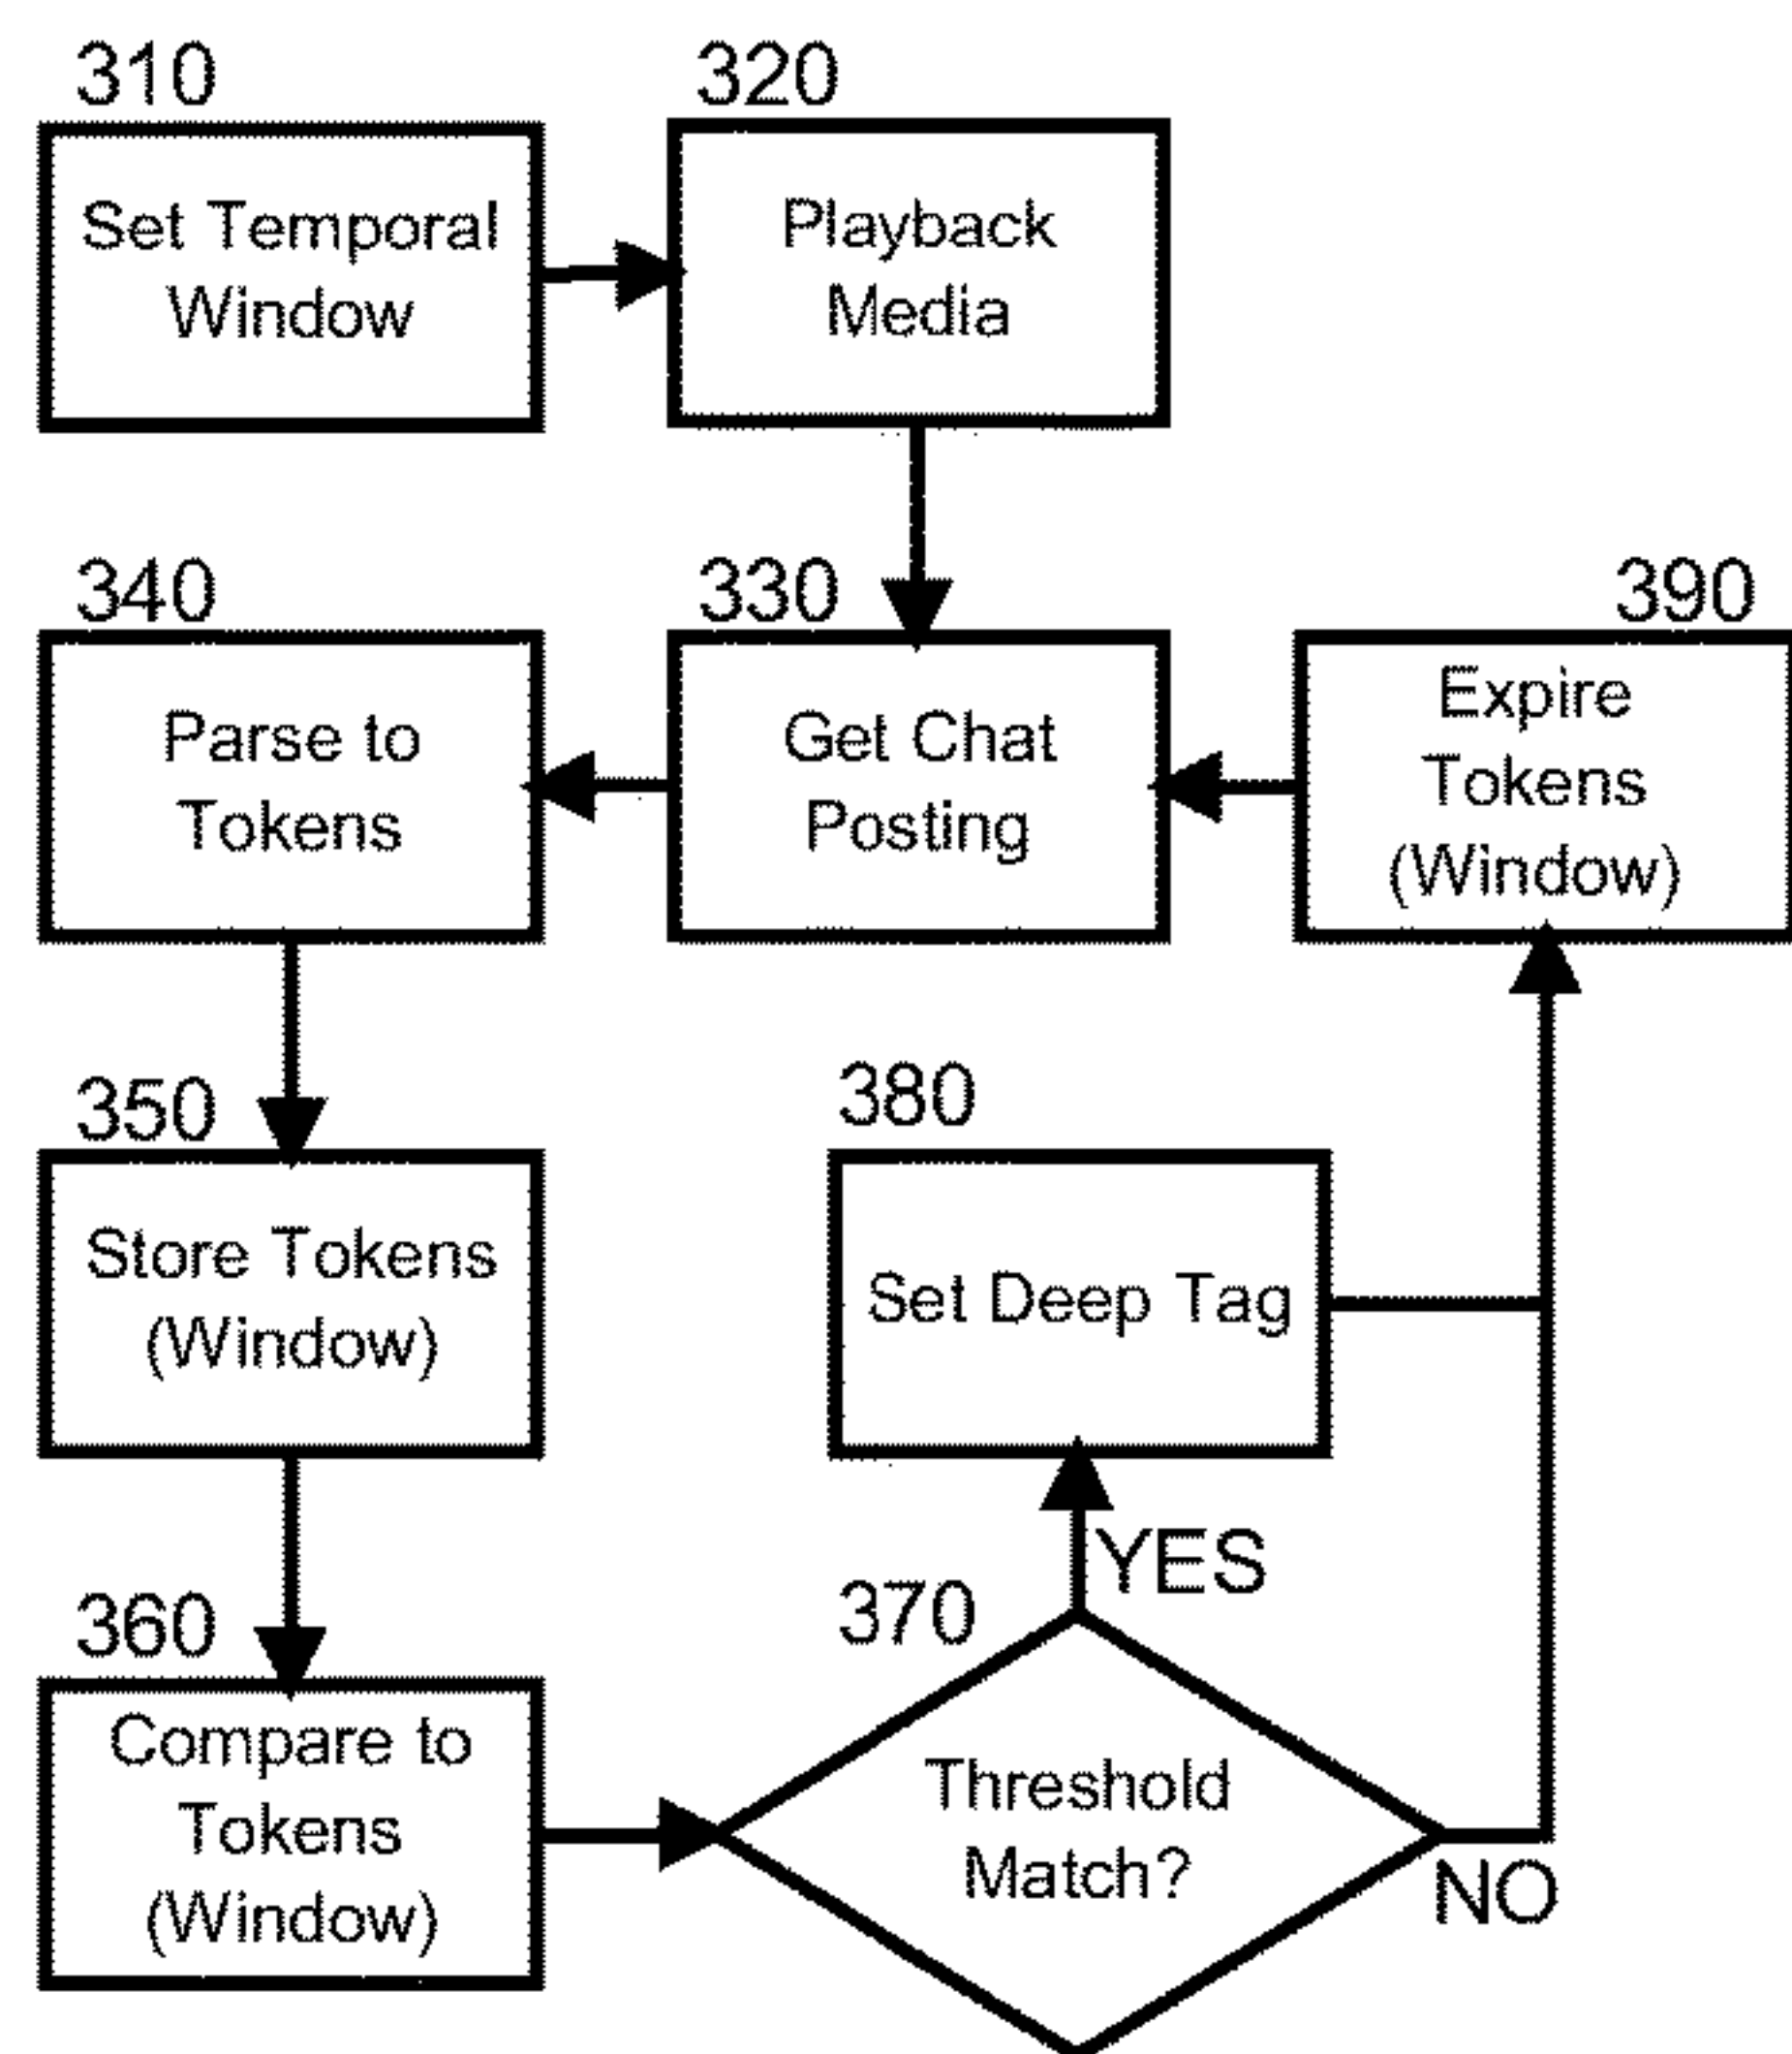 310
Set Temporal
Window
320
Playback
Media
330
Get Chat
Posting
340
Parse to
Tokens
350
Store Tokens
(Window)
360
Compare to
Tokens
(Window)
370
Threshold
Match?
YES
NO
380
Set Deep Tag
390
Expire
Tokens
(Window)